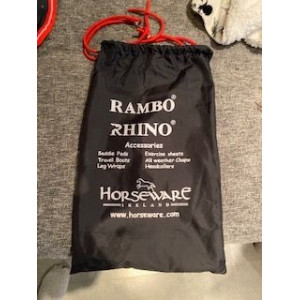 RAMBO®
RHINO®
Accessories
Saddle Pads Exercise sheets
Travel Boots All weather Chaps
Leg Wraps Headcollars
HORSEWARE
IRELAND
www.horseware.com